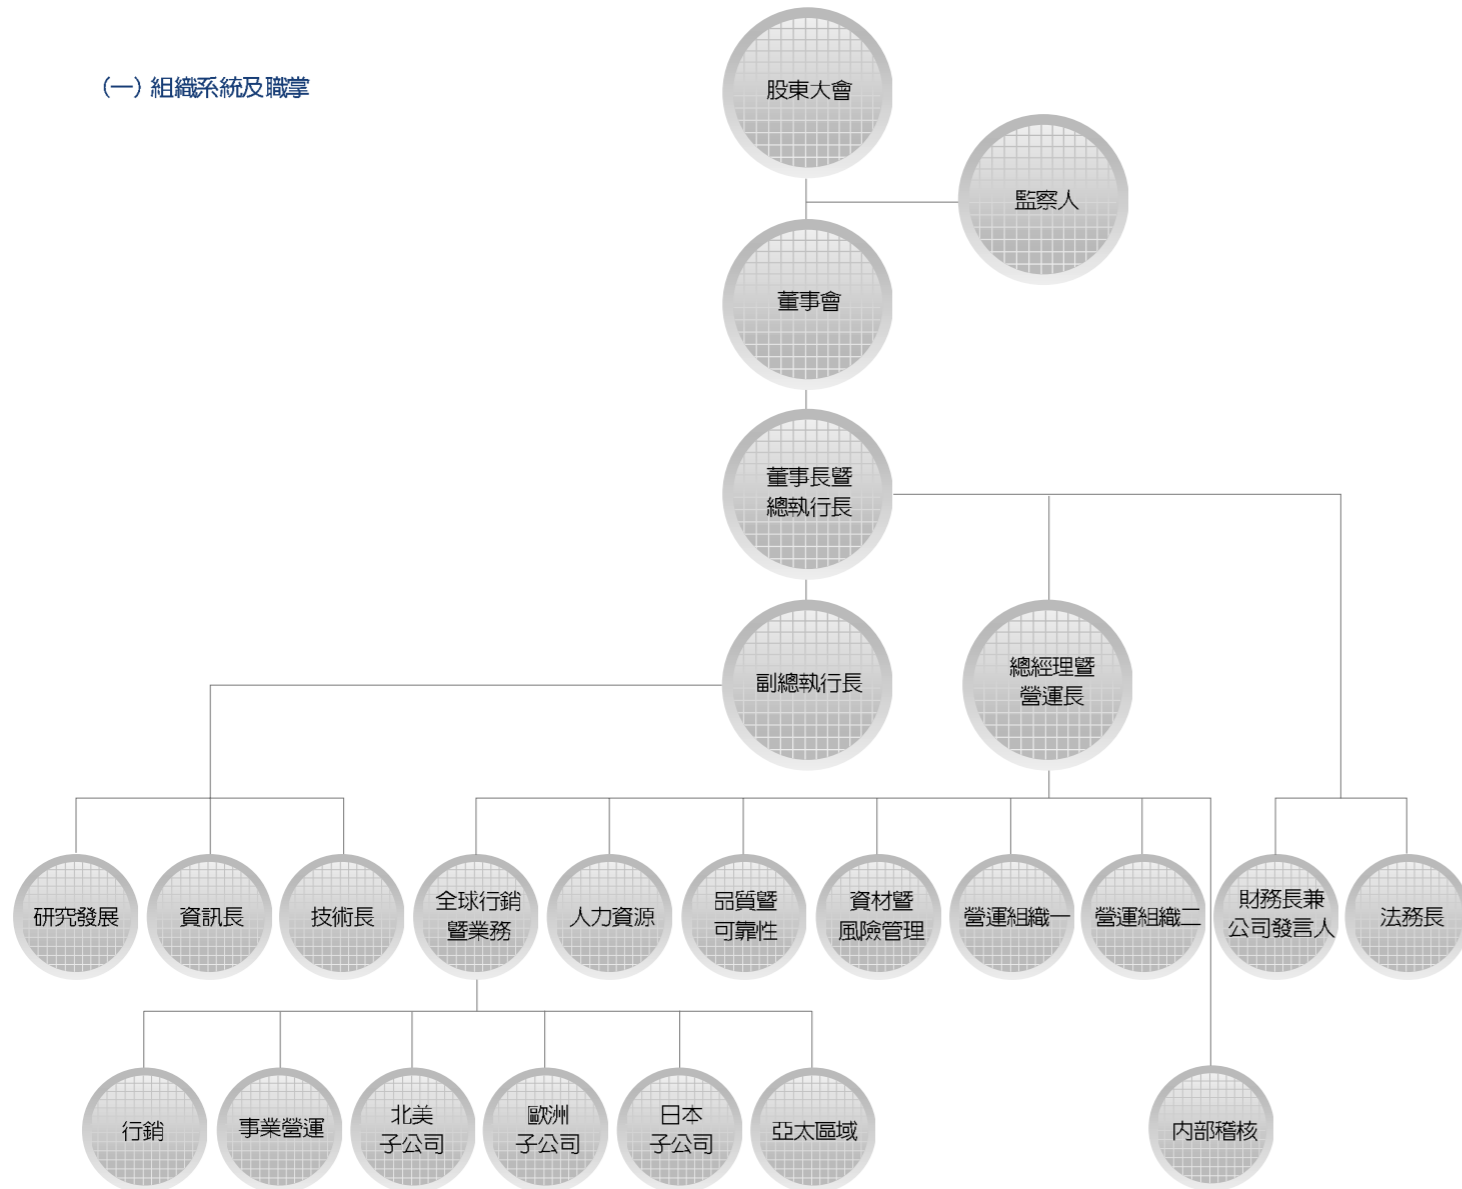 (一) 組織系統及職掌
股東大會
監察人
董事會
董事長暨
總執行長
副總執行長
總經理暨
營運長
研究發展
資訊長
技術長
全球行銷
暨業務
人力資源
品質暨
可靠性
資材暨
風險管理
營運組織一
營運組織二
財務長兼
公司發言人
法務長
行銷
事業營運
北美
子公司
歐洲
子公司
日本
子公司
亞太區域
內部稽核